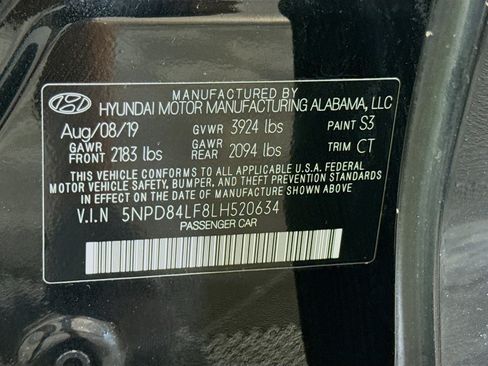 MANUFACTURED BY
HYUNDAI MOTOR MANUFACTURING ALABAMA, LLC
Aug/08/19 GVWR 3924 lbs PAINT S3
GAWR FRONT 2183 lbs GAWR REAR 2094 lbs TRIM CT
THIS VEHICLE CONFORMS TO ALL APPLICABLE U.S.A. FEDERAL
MOTOR VEHICLE SAFETY, BUMPER, AND THEFT PREVENTION STANDARDS
IN EFFECT ON THE DATE OF MANUFACTURE SHOWN ABOVE.
V.I.N 5NPD84LF8LH520634
PASSENGER CAR